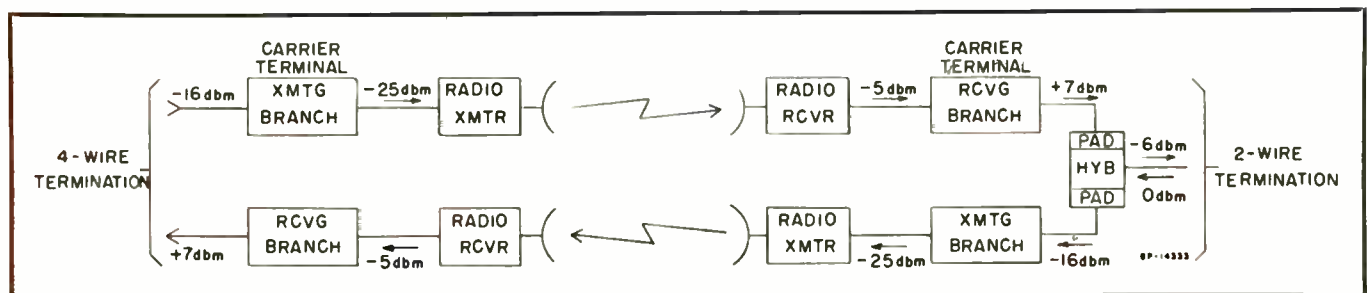 CARRIER
TERMINAL
CARRIER
TERMINAL
-16dbm
XMTG
BRANCH
-25dbm
RADIO
XMTR
RADIO
RCVR
-5dbm
RCVG
BRANCH
+7dbm
4-WIRE
TERMINATION
PAD
HYB
PAD
-6dbm
0dbm
2-WIRE
TERMINATION
+7dbm
RCVG
BRANCH
-5dbm
RADIO
RCVR
RADIO
XMTR
-25dbm
XMTG
BRANCH
-16dbm
GP-14333